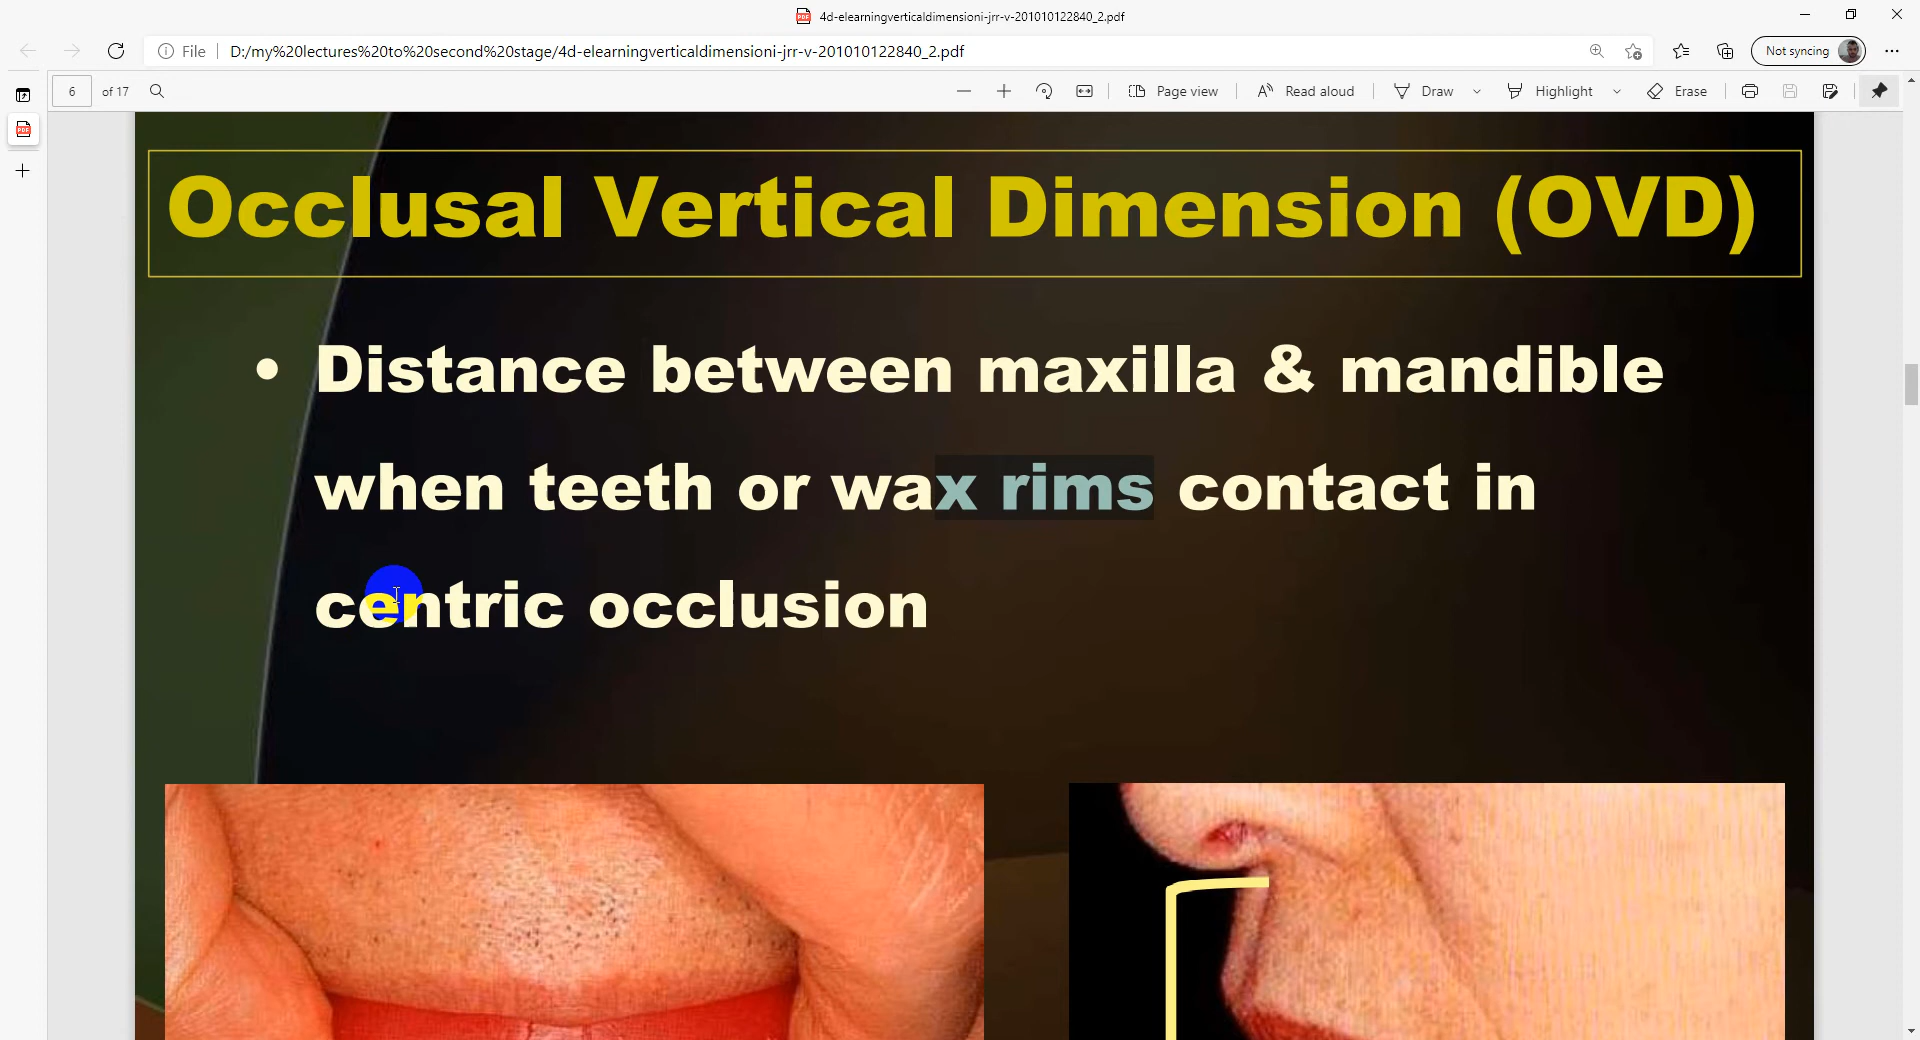 4d-elearningverticaldimensioni-jrr-v-201010122840_2.pdf
File D:/my%20lectures%20to%20second%20stage/4d-elearningverticaldimensioni-jrr-v-201010122840_2.pdf
Not syncing
6 of 17
Page view
Read aloud
Draw
Highlight
Erase
Occlusal Vertical Dimension (OVD)
• Distance between maxilla & mandible
when teeth or wax rims contact in
centric occlusion